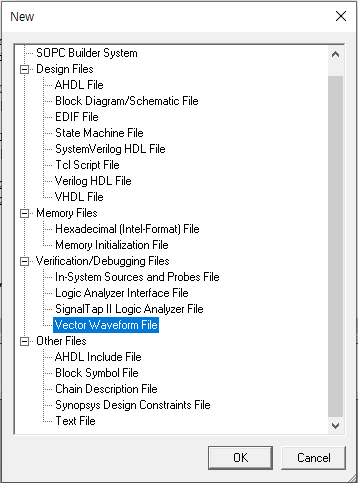 New
SOPC Builder System
Design Files
AHDL File
Block Diagram/Schematic File
EDIF File
State Machine File
SystemVerilog HDL File
Tcl Script File
Verilog HDL File
VHDL File
Memory Files
Hexadecimal (Intel-Format) File
Memory Initialization File
Verification/Debugging Files
In-System Sources and Probes File
Logic Analyzer Interface File
SignalTap II Logic Analyzer File
Vector Waveform File
Other Files
AHDL Include File
Block Symbol File
Chain Description File
Synopsys Design Constraints File
Text File
OK Cancel